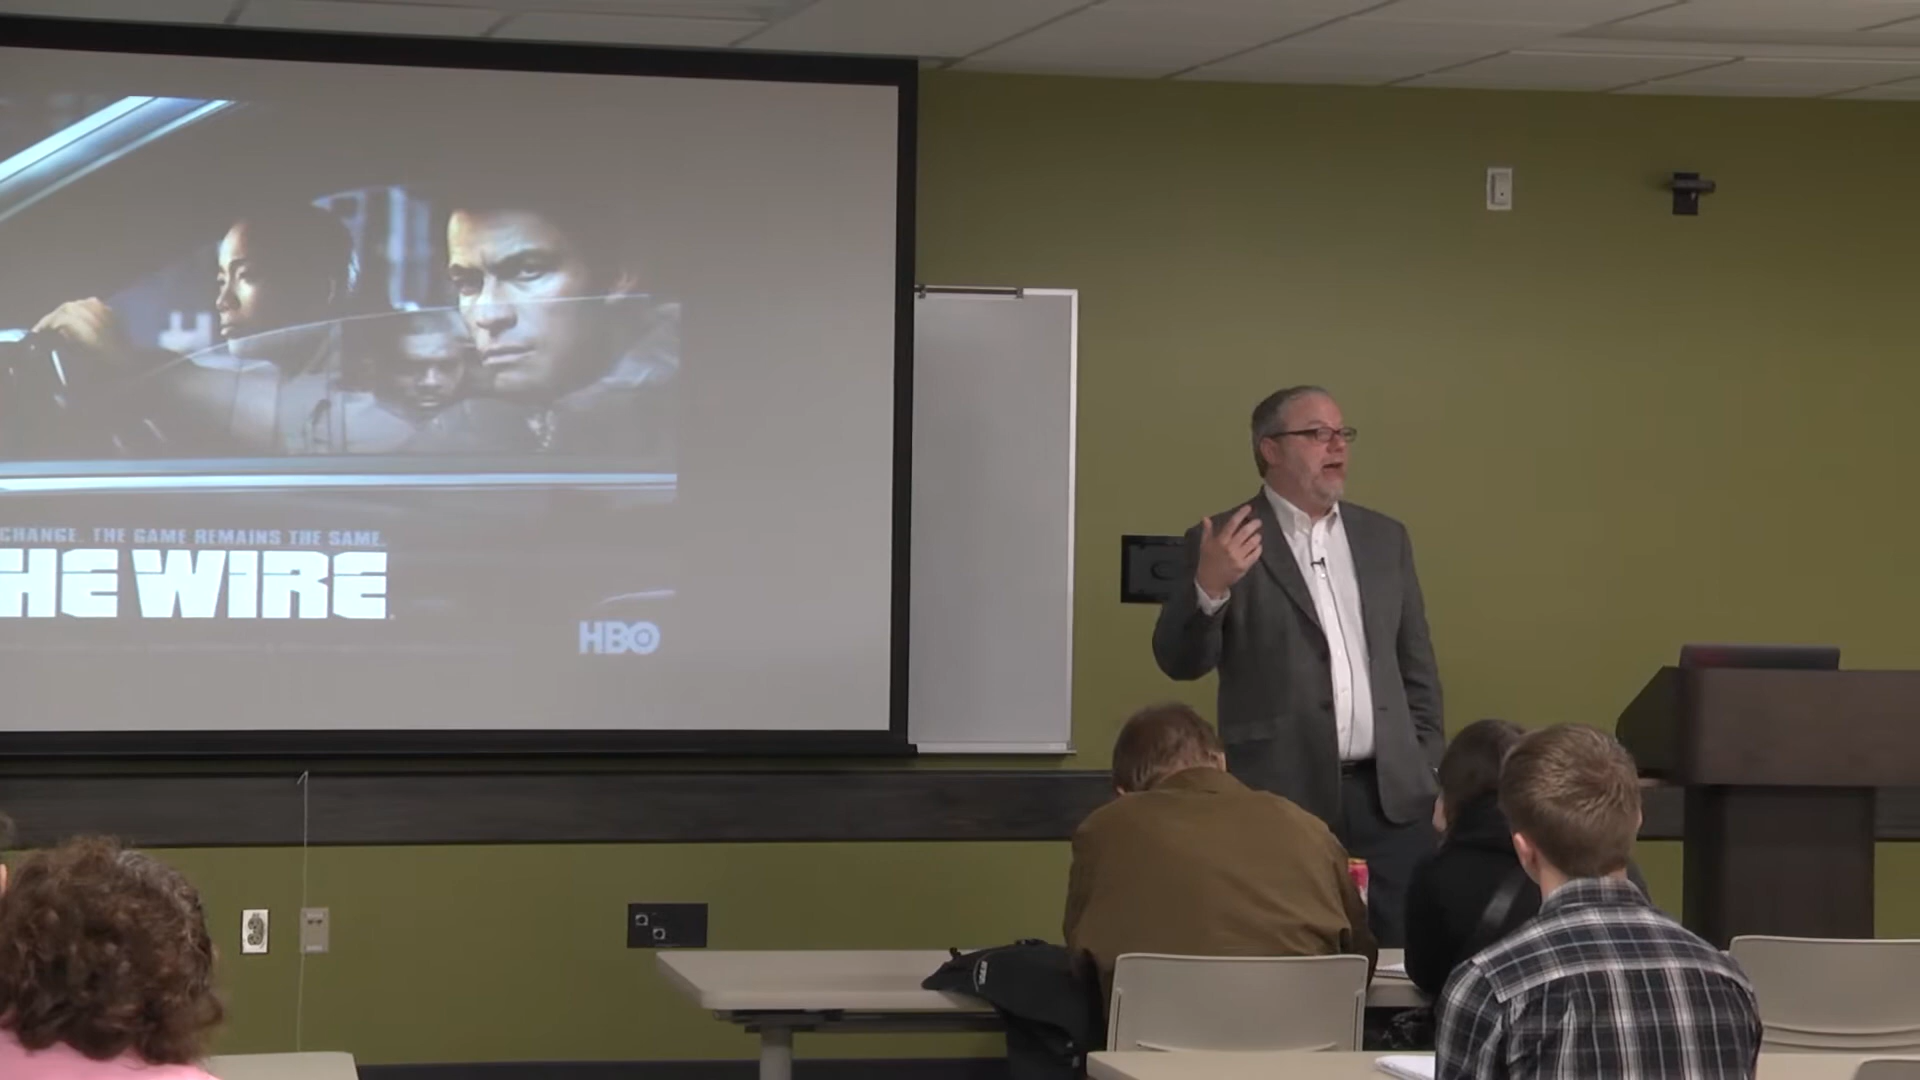 CHANGE. THE GAME REMAINS THE SAME.
HE WIRE
HBO